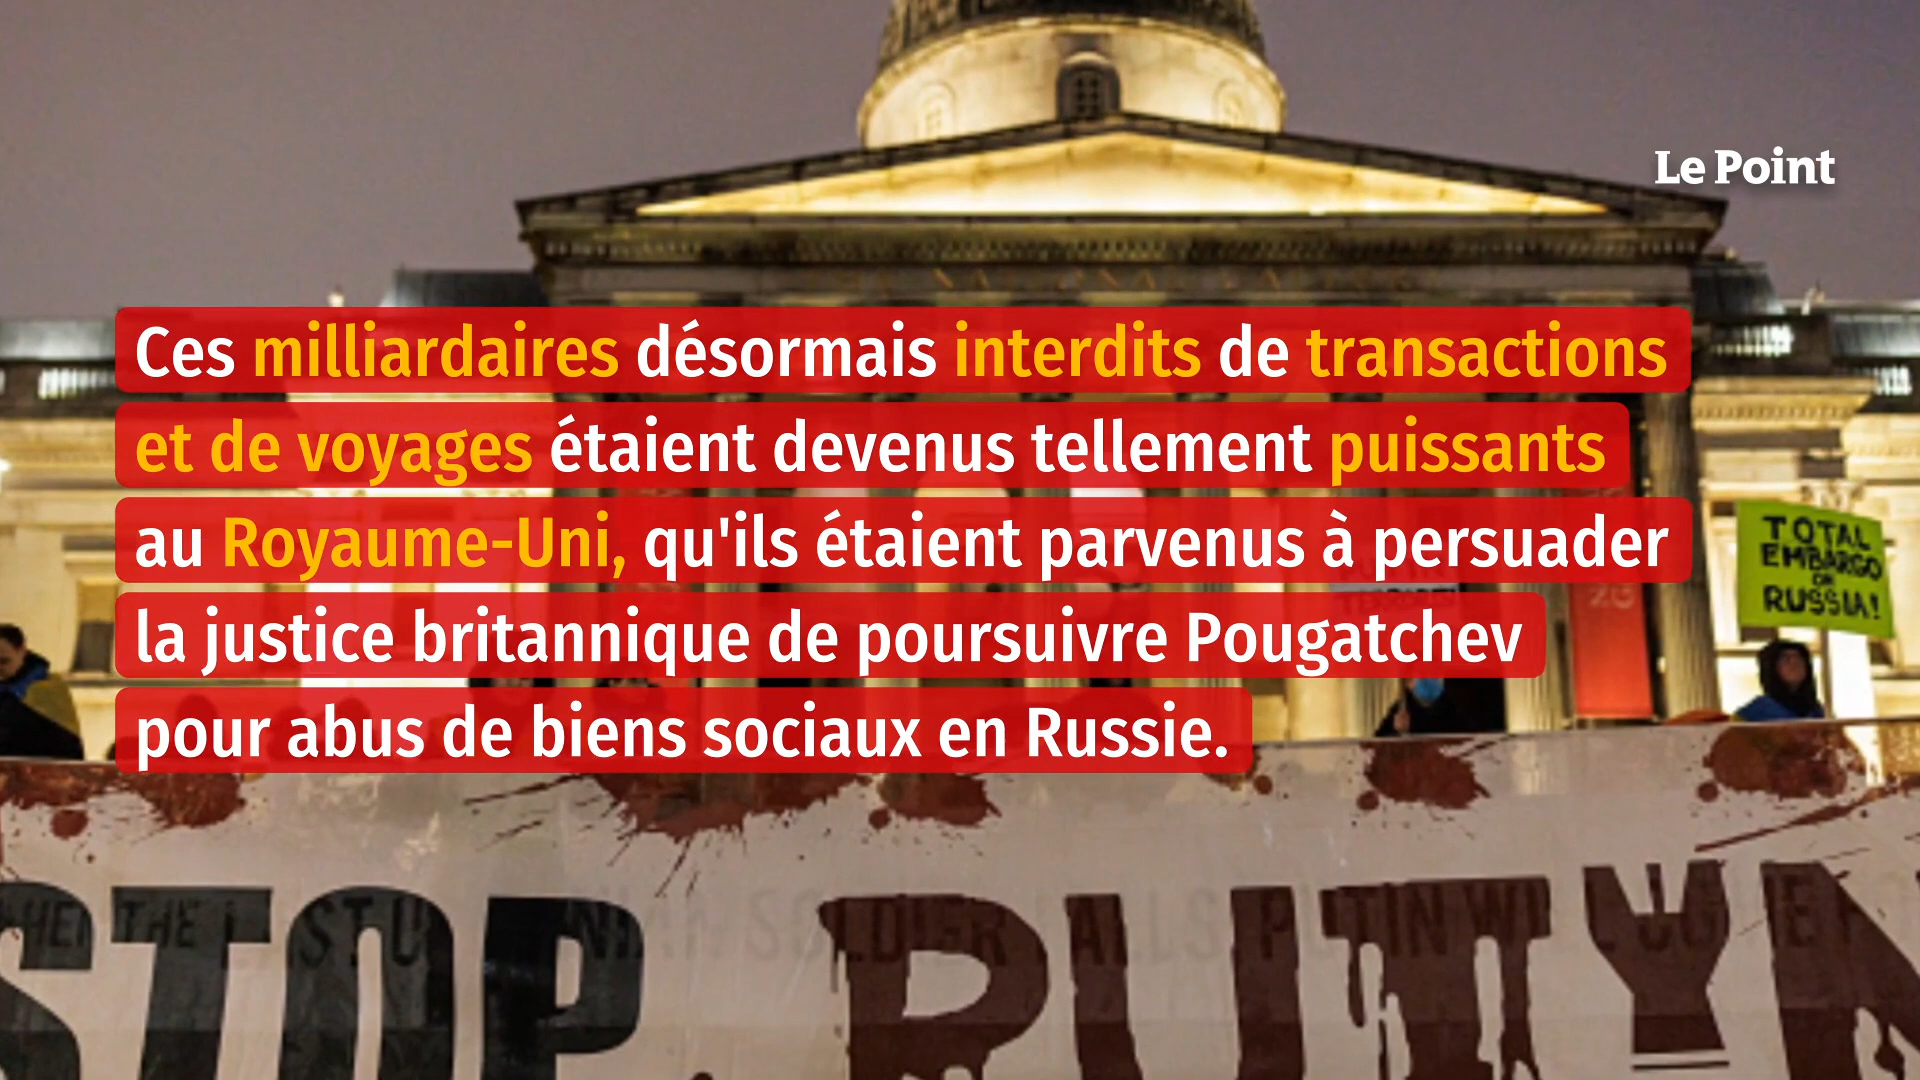 Le Point
Ces milliardaires désormais interdits de transactions
et de voyages étaient devenus tellement puissants
au Royaume-Uni, qu'ils étaient parvenus à persuader
la justice britannique de poursuivre Pougatchev
pour abus de biens sociaux en Russie.
TOTAL
EMBARGO
ON
RUSSIA!
STOP PUTYN